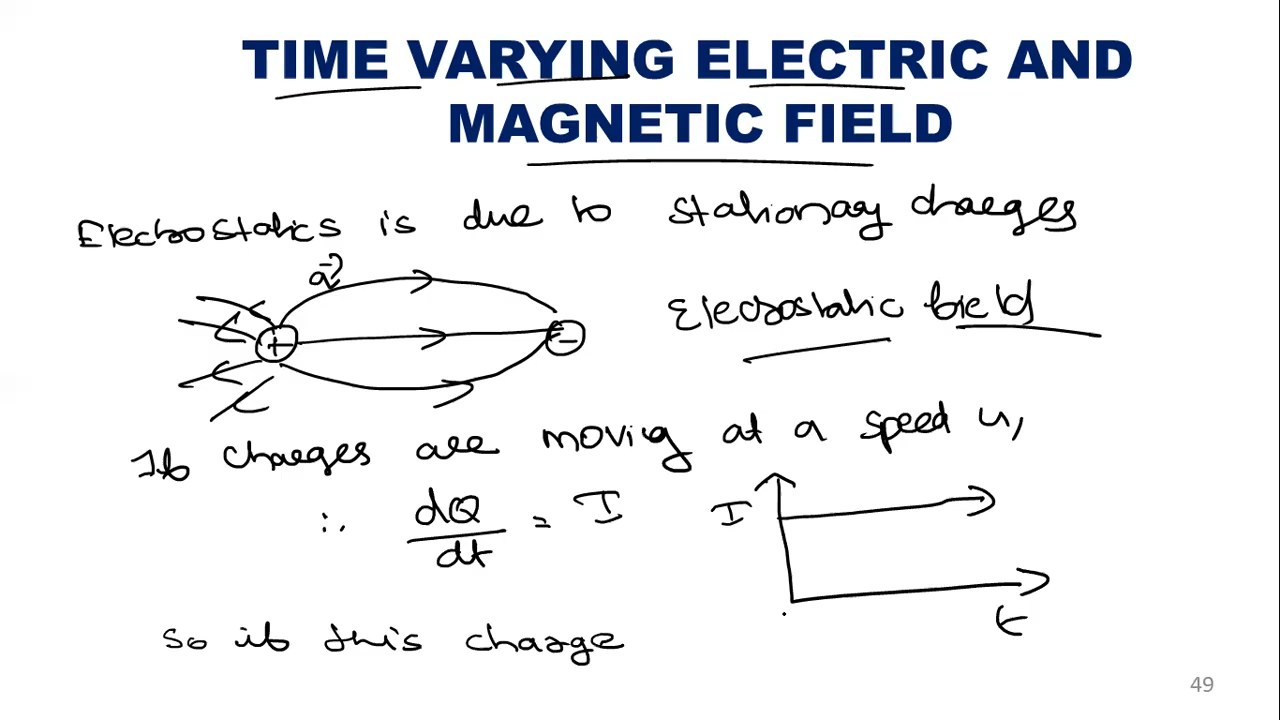 TIME VARYING ELECTRIC AND
MAGNETIC FIELD
Electrostatics is due to stationary charges
+
-
Electrostatic field
If charges are moving at a speed u,
∴ dQ/dt = I
I
t
so if this charge
49